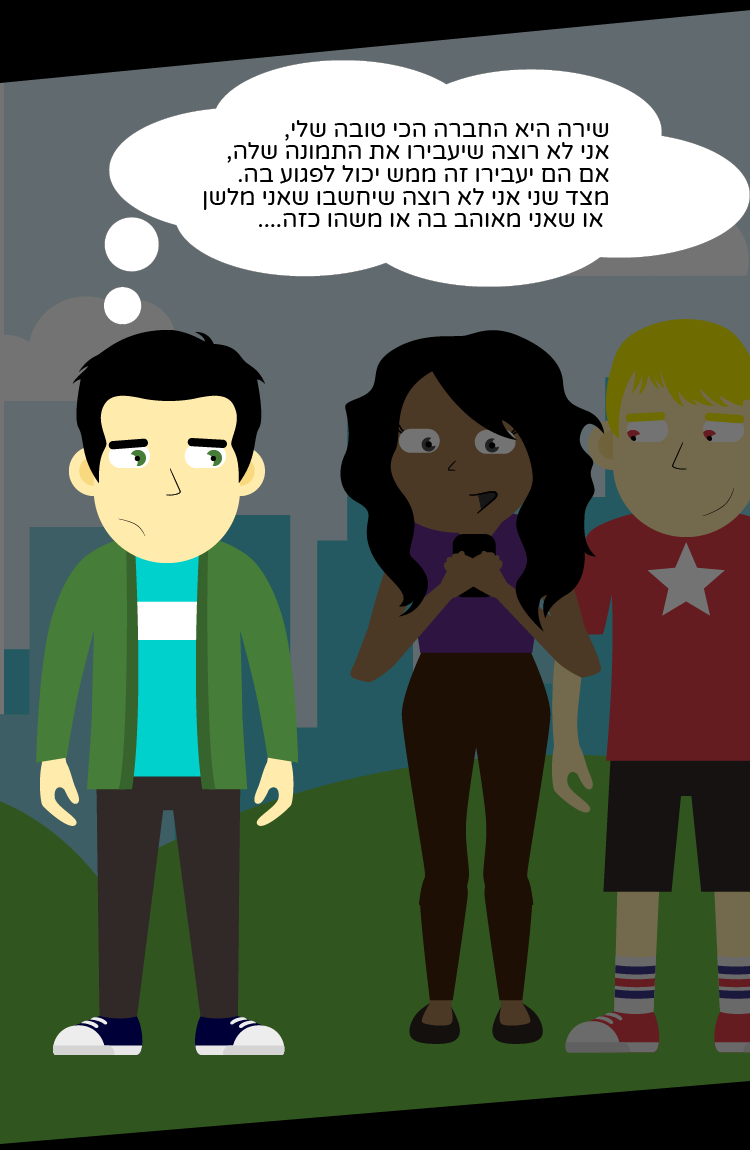 שירה היא החברה הכי טובה שלי,
אני לא רוצה שיעבירו את התמונה שלה,
אם הם יעבירו זה ממש יכול לפגוע בה.
מצד שני אני לא רוצה שיחשבו שאני מלשן
או שאני מאוהב בה או משהו כזה....